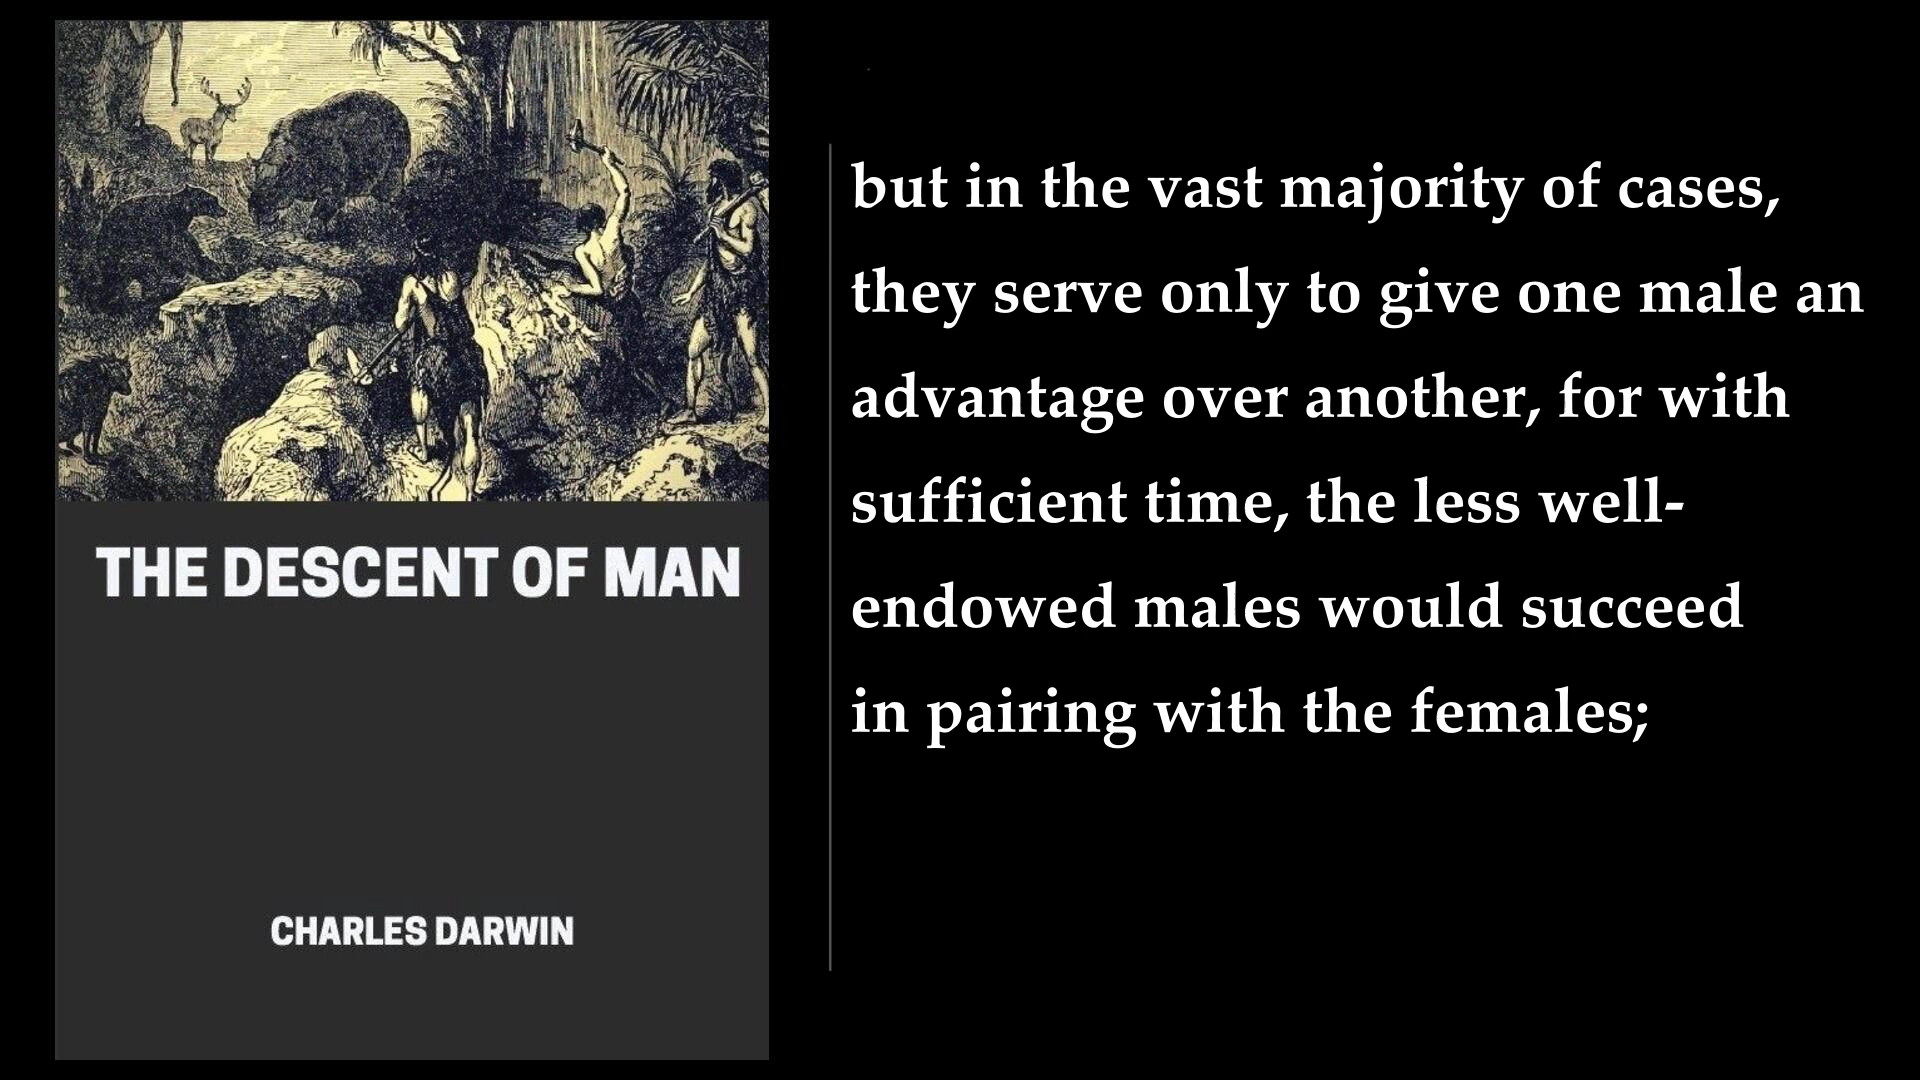 THE DESCENT OF MAN
CHARLES DARWIN
but in the vast majority of cases,
they serve only to give one male an
advantage over another, for with
sufficient time, the less well-
endowed males would succeed
in pairing with the females;